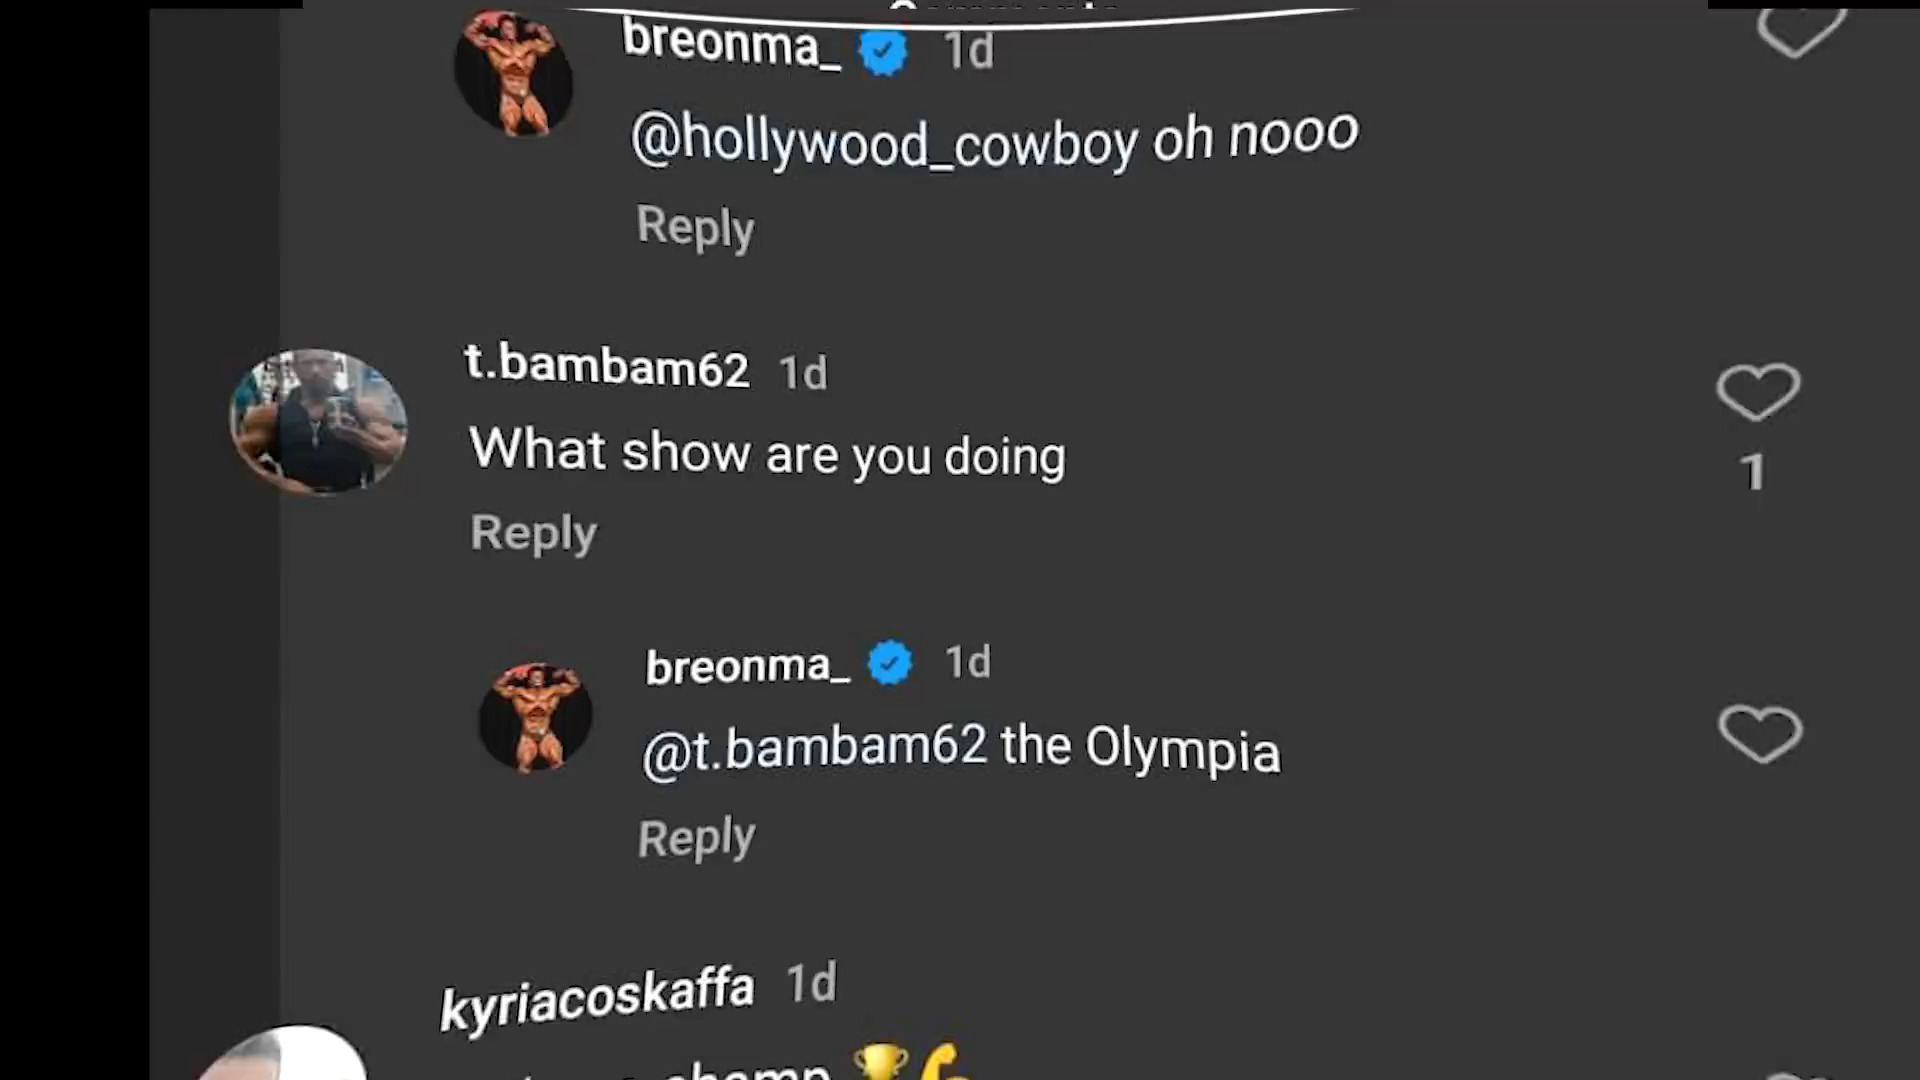 breonma_ 1d
@hollywood_cowboy oh nooo
Reply
t.bambam62 1d
What show are you doing
1
Reply
breonma_ 1d
@t.bambam62 the Olympia
Reply
kyriacoskaffa 1d
champ 🏆💪